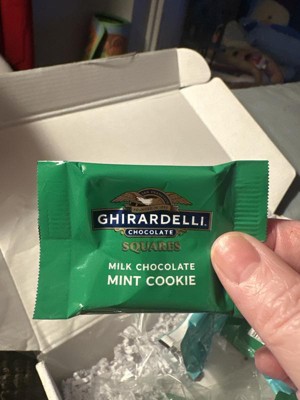 GHIRARDELLI.
CHOCOLATE
SQUARES
MILK CHOCOLATE
MINT COOKIE